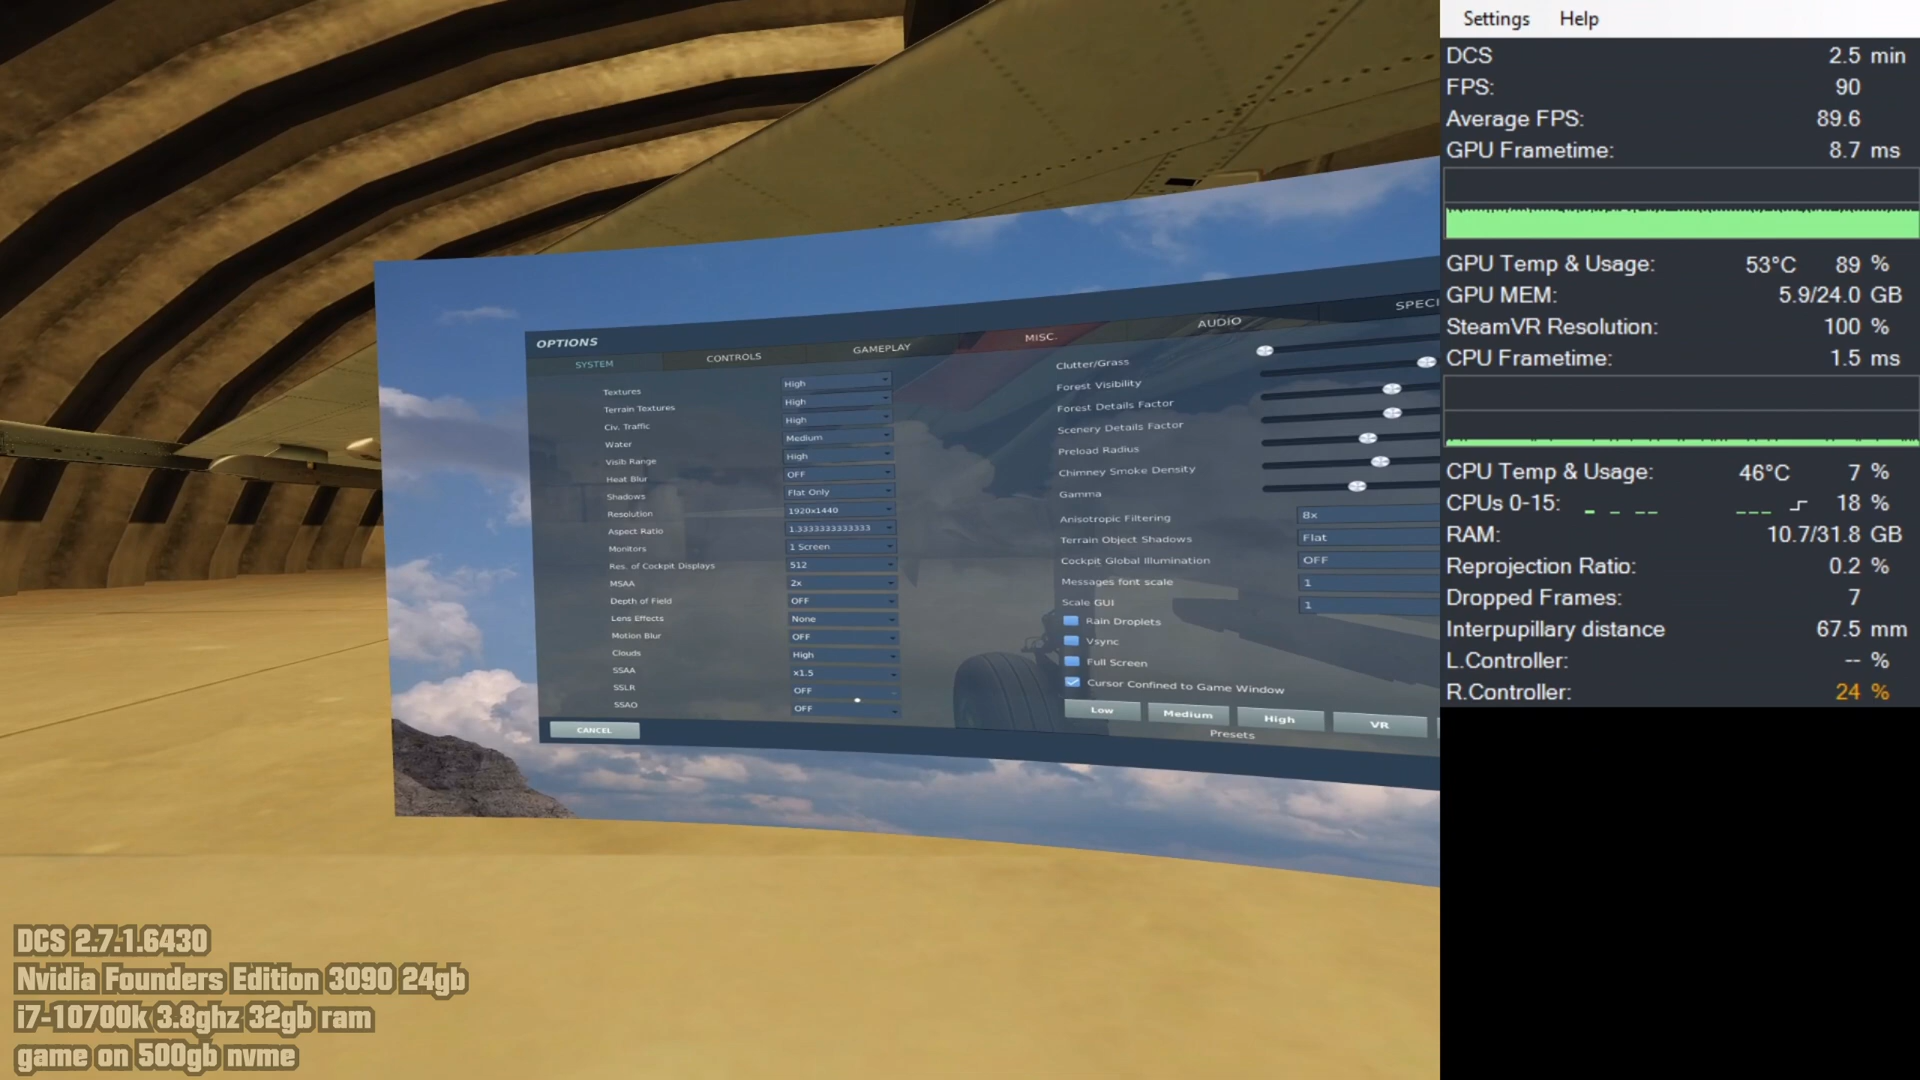 Settings Help
DCS 2.5 min
FPS: 90
Average FPS: 89.6
GPU Frametime: 8.7 ms
GPU Temp & Usage: 53°C 89 %
GPU MEM: 5.9/24.0 GB
SteamVR Resolution: 100 %
CPU Frametime: 1.5 ms
CPU Temp & Usage: 46°C 7 %
CPUs 0-15: 18 %
RAM: 10.7/31.8 GB
Reprojection Ratio: 0.2 %
Dropped Frames: 7
Interpupillary distance 67.5 mm
L.Controller: -- %
R.Controller: 24 %
OPTIONS
SYSTEM CONTROLS GAMEPLAY MISC. AUDIO SPECI
Textures High
Terrain Textures High
Civ. Traffic High
Water Medium
Visib Range High
Heat Blur OFF
Shadows Flat Only
Resolution 1920x1440
Aspect Ratio 1.3333333333333
Monitors 1 Screen
Res. of Cockpit Displays 512
MSAA 2x
Depth of Field OFF
Lens Effects None
Motion Blur OFF
Clouds High
SSAA x1.5
SSLR OFF
SSAO OFF
Clutter/Grass
Forest Visibility
Forest Details Factor
Scenery Details Factor
Preload Radius
Chimney Smoke Density
Gamma
Anisotropic Filtering 8x
Terrain Object Shadows Flat
Cockpit Global Illumination OFF
Messages font scale 1
Scale GUI 1
Rain Droplets
Vsync
Full Screen
Cursor Confined to Game Window
Low Medium High VR
Presets
CANCEL
DCS 2.7.1.6430
Nvidia Founders Edition 3090 24gb
i7-10700k 3.8ghz 32gb ram
game on 500gb nvme